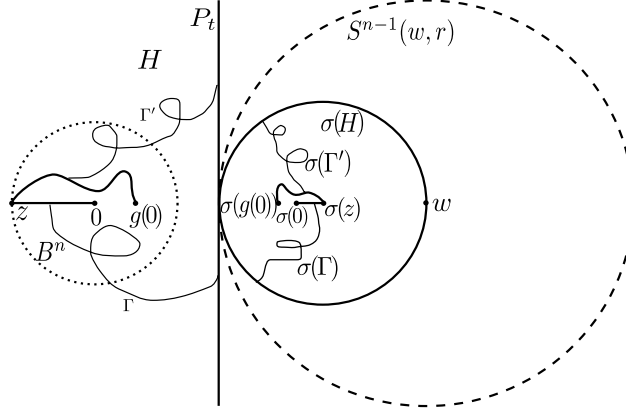 P_t
S^{n-1}(w, r)
H
Γ′
σ(H)
σ(Γ′)
z
0
g(0)
σ(g(0))
σ(0)
σ(z)
w
B^n
σ(Γ)
Γ